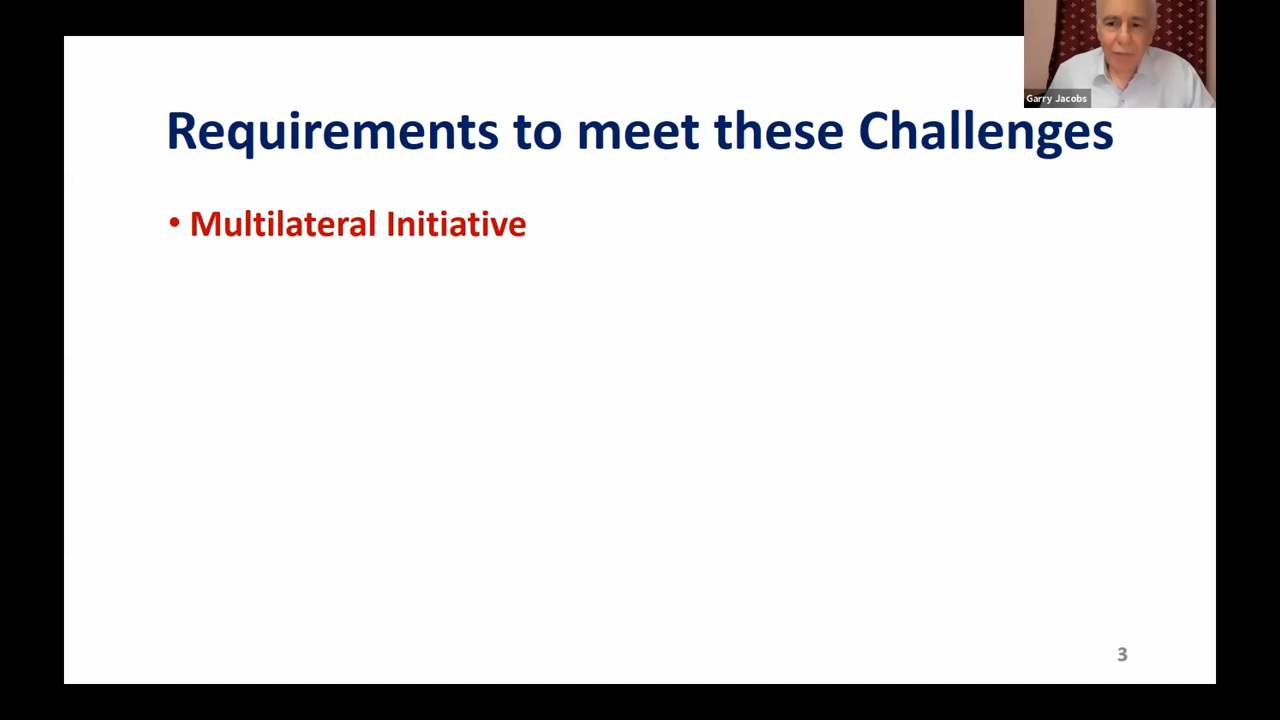 Garry Jacobs
Requirements to meet these Challenges
• Multilateral Initiative
3